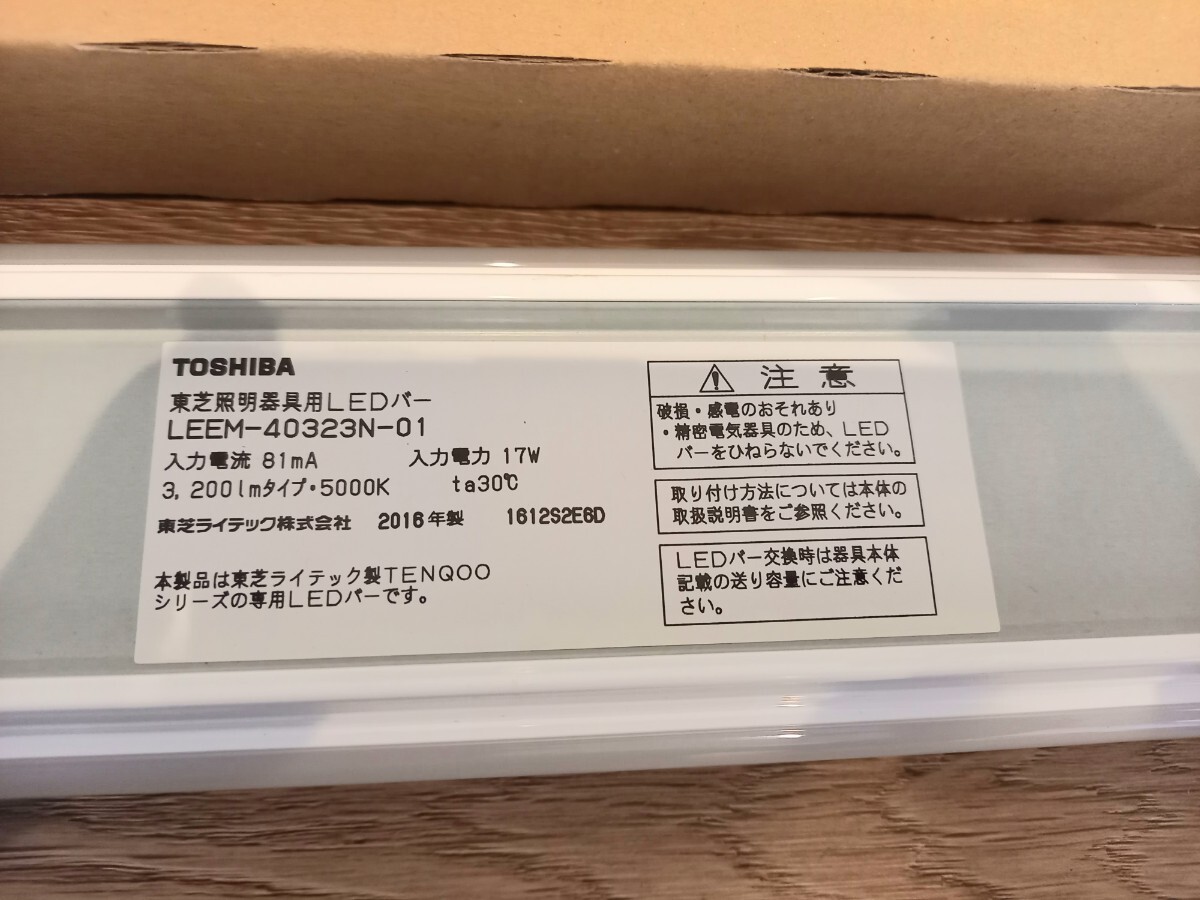 TOSHIBA
東芝照明器具用LEDバー
LEEM-40323N-01
入力電流 81mA 入力電力 17W
3,200lmタイプ・5000K ta30℃
東芝ライテック株式会社 2016年製 1612S2E6D
本製品は東芝ライテック製TENQOO
シリーズの専用LEDバーです。
⚠ 注意
破損・感電のおそれあり
・精密電気器具のため、LED
バーをひねらないでください。
取り付け方法については本体の
取扱説明書をご参照ください。
LEDバー交換時は器具本体
記載の送り容量にご注意くだ
さい。